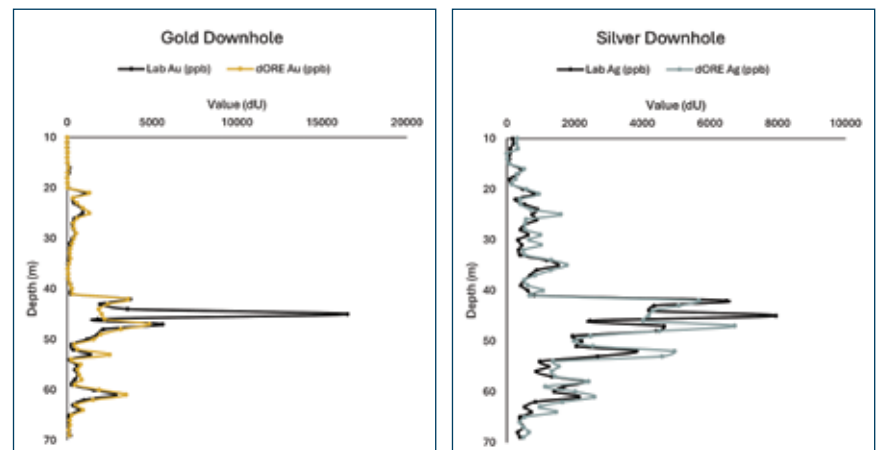 Gold Downhole
Lab Au (ppb) dORE Au (ppb)
Value (dU)
0 5000 10000 15000 20000
10
20
30
40
50
60
70
Depth (m)
Silver Downhole
Lab Ag (ppb) dORE Ag (ppb)
Value (dU)
0 2000 4000 6000 8000 10000
10
20
30
40
50
60
70
Depth (m)